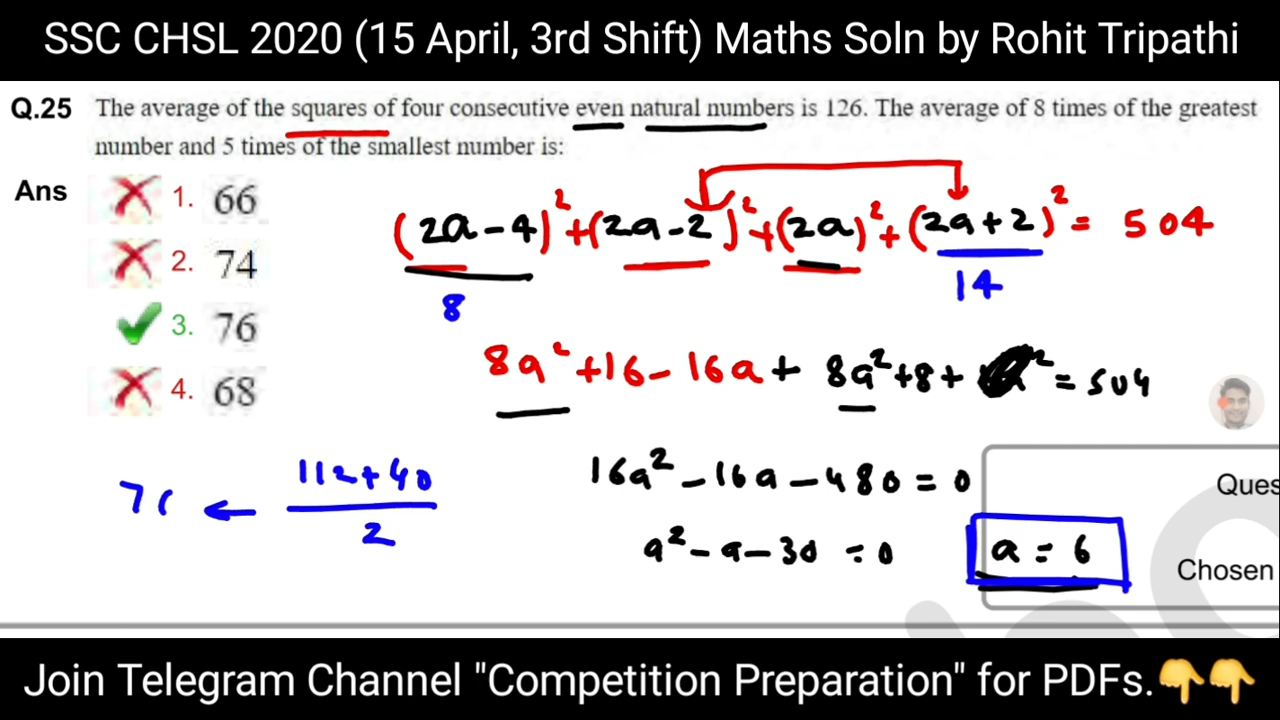 SSC CHSL 2020 (15 April, 3rd Shift) Maths Soln by Rohit Tripathi
Q.25 The average of the squares of four consecutive even natural numbers is 126. The average of 8 times of the greatest
number and 5 times of the smallest number is:
Ans
1. 66
2. 74
3. 76
4. 68
(2a-4)²+(2a-2)²+(2a)²+(2a+2)² = 504
8 14
8a²+16-16a+ 8a²+8+ ² = 504
16a²-16a-480=0
a²-a-30=0
a = 6
112+40
2
76 ←
Ques
Chosen
Join Telegram Channel "Competition Preparation" for PDFs.👇👇